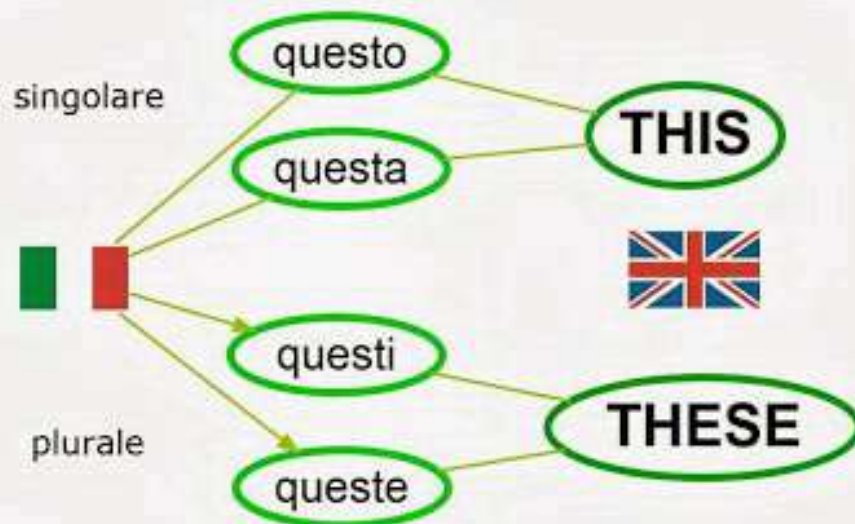 questo
singolare
THIS
questa
questi
THESE
plurale
queste